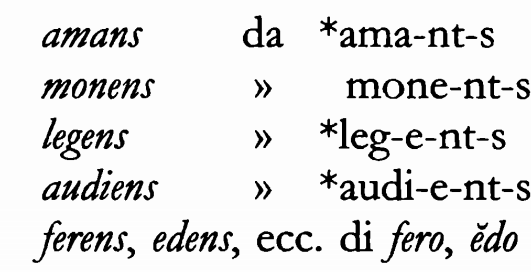 amans da *ama-nt-s
monens » mone-nt-s
legens » *leg-e-nt-s
audiens » *audi-e-nt-s
ferens, edens, ecc. di fero, ĕdo